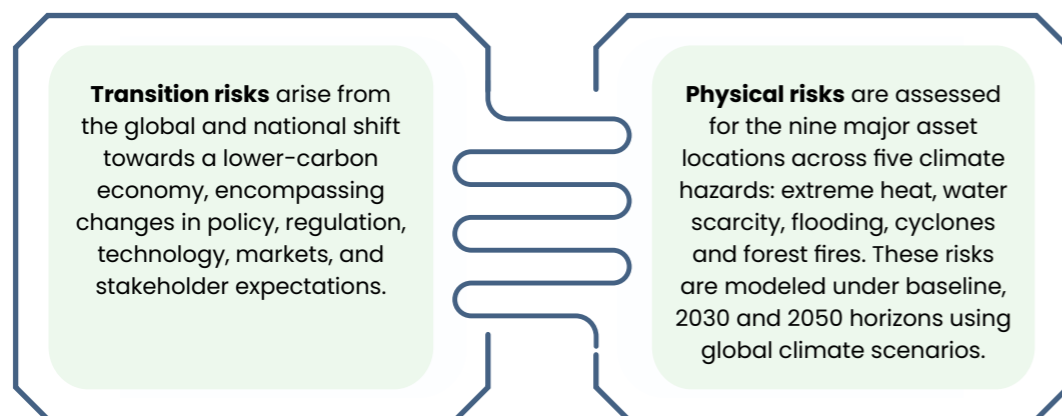 Transition risks arise from
the global and national shift
towards a lower-carbon
economy, encompassing
changes in policy, regulation,
technology, markets, and
stakeholder expectations.
Physical risks are assessed
for the nine major asset
locations across five climate
hazards: extreme heat, water
scarcity, flooding, cyclones
and forest fires. These risks
are modeled under baseline,
2030 and 2050 horizons using
global climate scenarios.